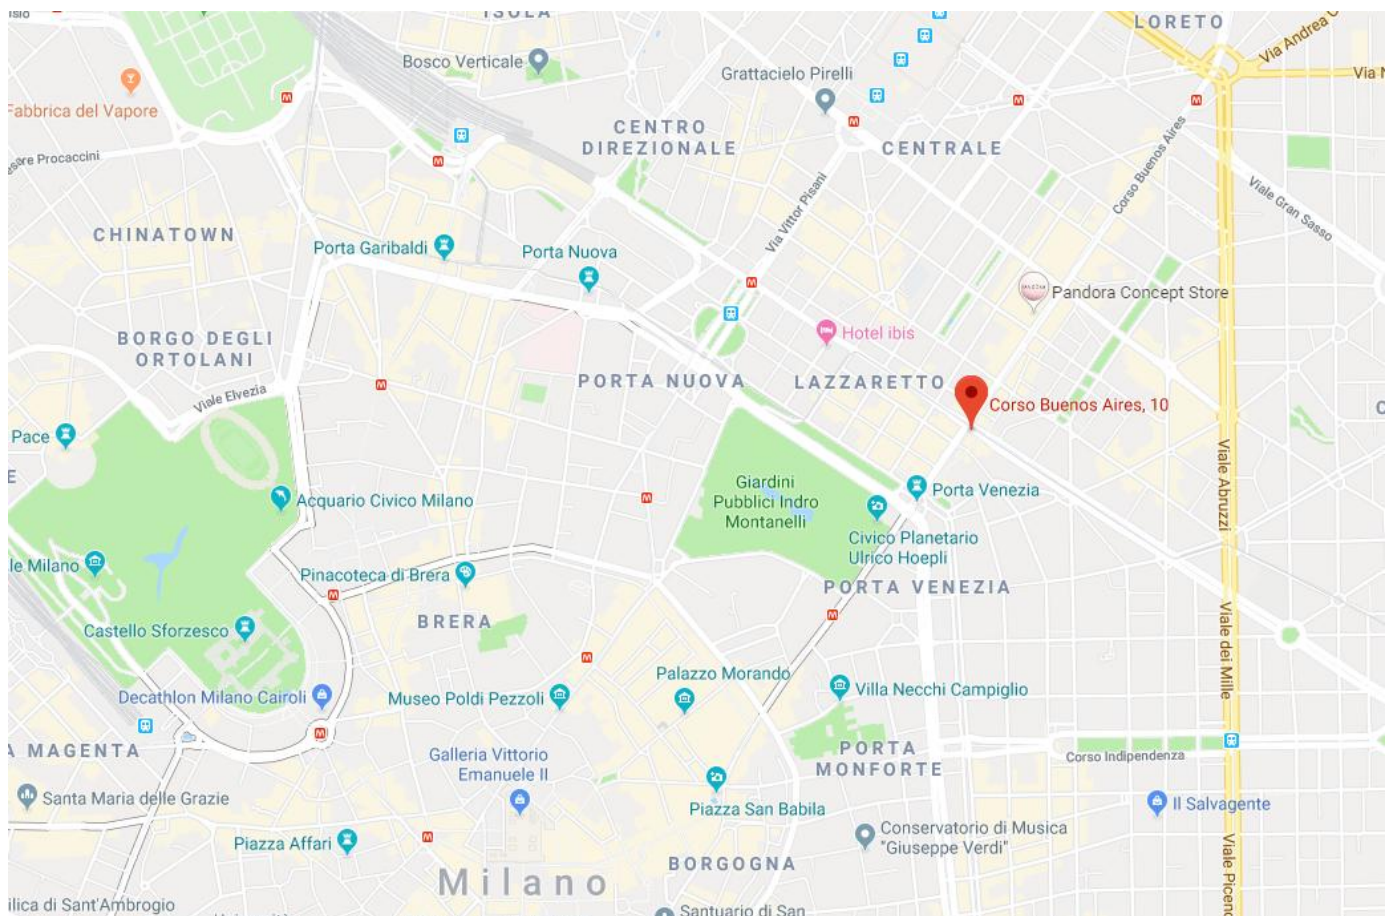 ISOLA
LORETO
Via Andrea
Bosco Verticale
Grattacielo Pirelli
Fabbrica del Vapore
CENTRO
DIREZIONALE
CENTRALE
Procaccini
Corso Buenos Aires
Viale Gran Sasso
Via Vittor Pisani
CHINATOWN
Porta Garibaldi
Porta Nuova
Pandora Concept Store
Hotel ibis
BORGO DEGLI
ORTOLANI
PORTA NUOVA
LAZZARETTO
Viale Elvezia
Corso Buenos Aires, 10
Pace
Viale Abruzzi
Giardini
Pubblici Indro
Montanelli
Porta Venezia
Acquario Civico Milano
Civico Planetario
Ulrico Hoepli
le Milano
Pinacoteca di Brera
PORTA VENEZIA
BRERA
Castello Sforzesco
Viale dei Mille
Palazzo Morando
Decathlon Milano Cairoli
Museo Poldi Pezzoli
Villa Necchi Campiglio
A MAGENTA
Galleria Vittorio
Emanuele II
PORTA
MONFORTE
Corso Indipendenza
Santa Maria delle Grazie
Piazza San Babila
Il Salvagente
Piazza Affari
Conservatorio di Musica
"Giuseppe Verdi"
Viale Piceno
BORGOGNA
Milano
ilica di Sant'Ambrogio
Santuario di San